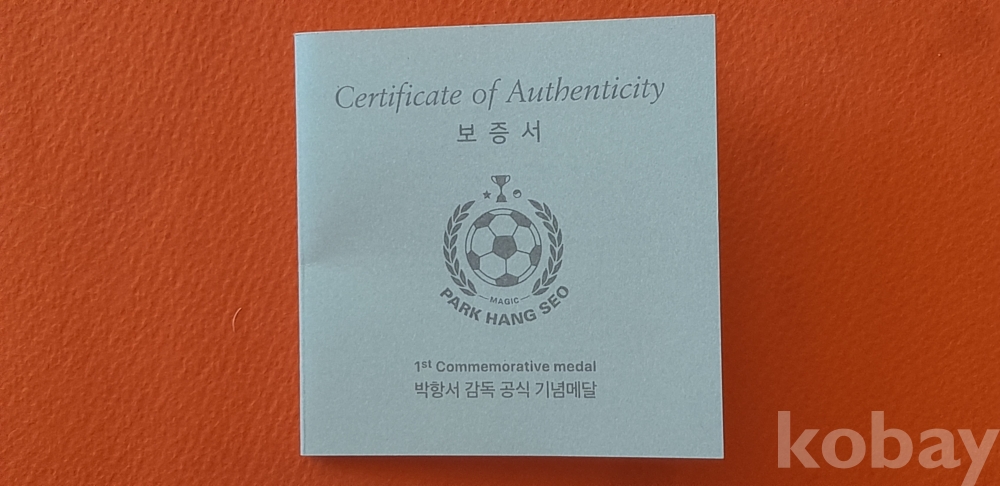 Certificate of Authenticity
보증서
MAGIC
PARK HANG SEO
1st Commemorative medal
박항서 감독 공식 기념메달
kobay